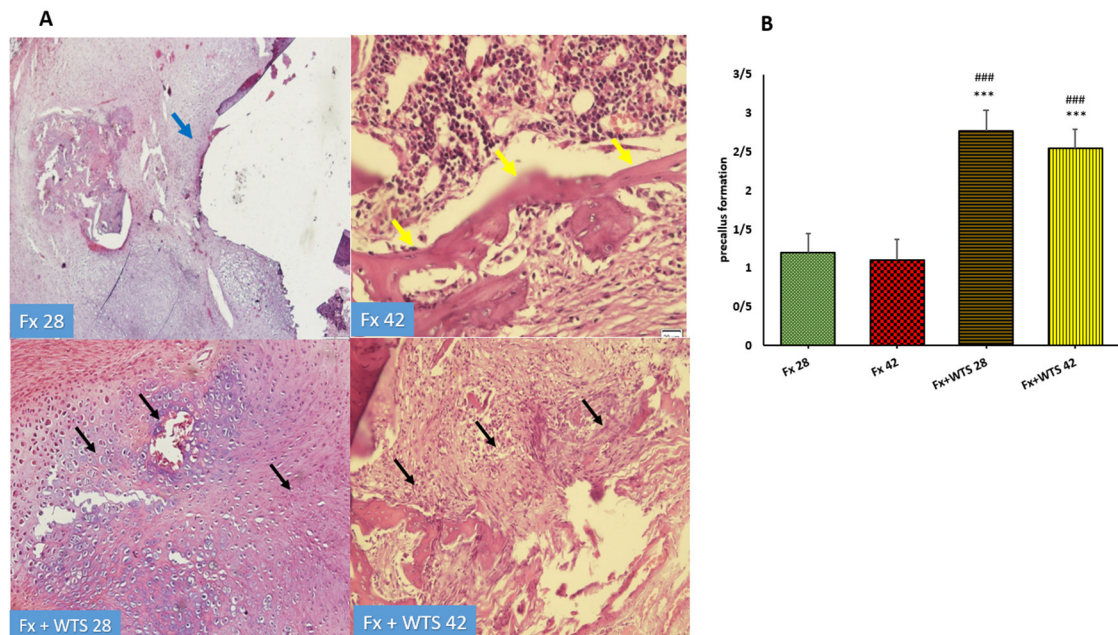 A
Fx 28
Fx 42
Fx + WTS 28
Fx + WTS 42
B
precallus formation
3/5
3
2/5
2
1/5
1
0/5
0
###
***
###
***
Fx 28
Fx 42
Fx+WTS 28
Fx+WTS 42